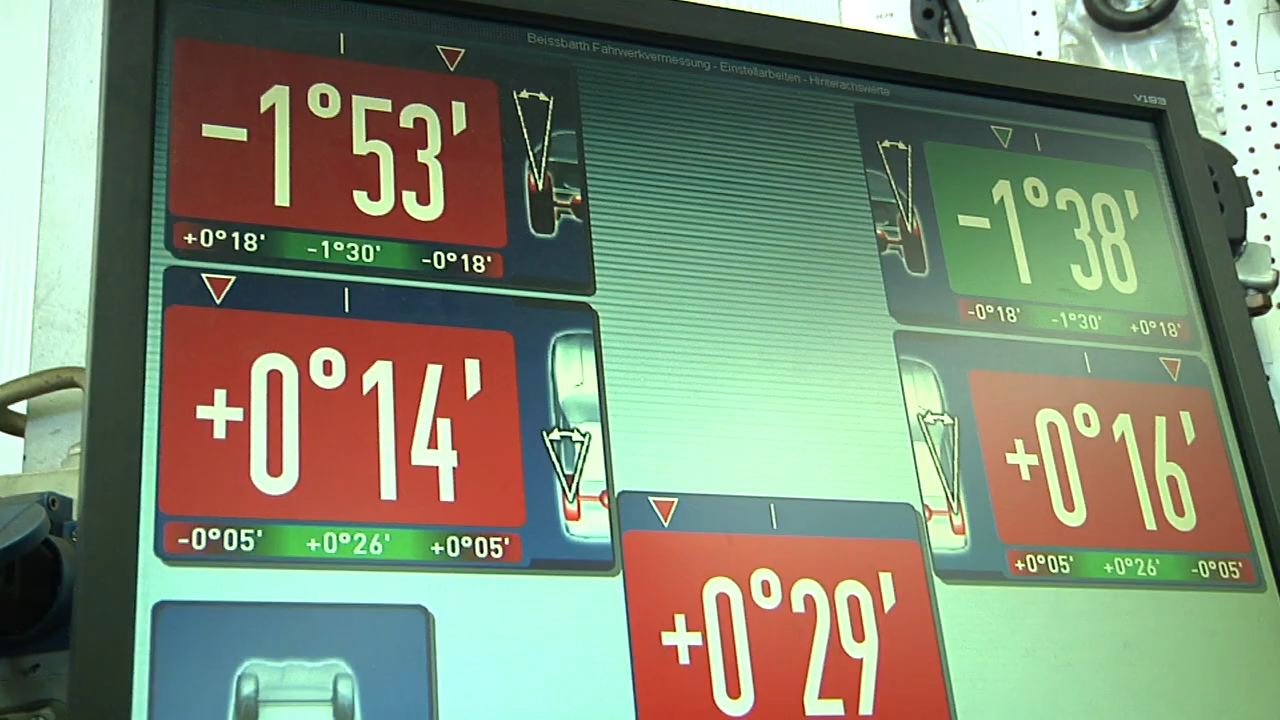 Beissbarth Fahrwerkvermessung - Einstellarbeiten - Hinterachswerte
V193
-1°53'
+0°18' -1°30' -0°18'
-1°38'
-0°18' -1°30' +0°18'
+0°14'
-0°05' +0°26' +0°05'
+0°16'
+0°05' +0°26' -0°05'
+0°29'